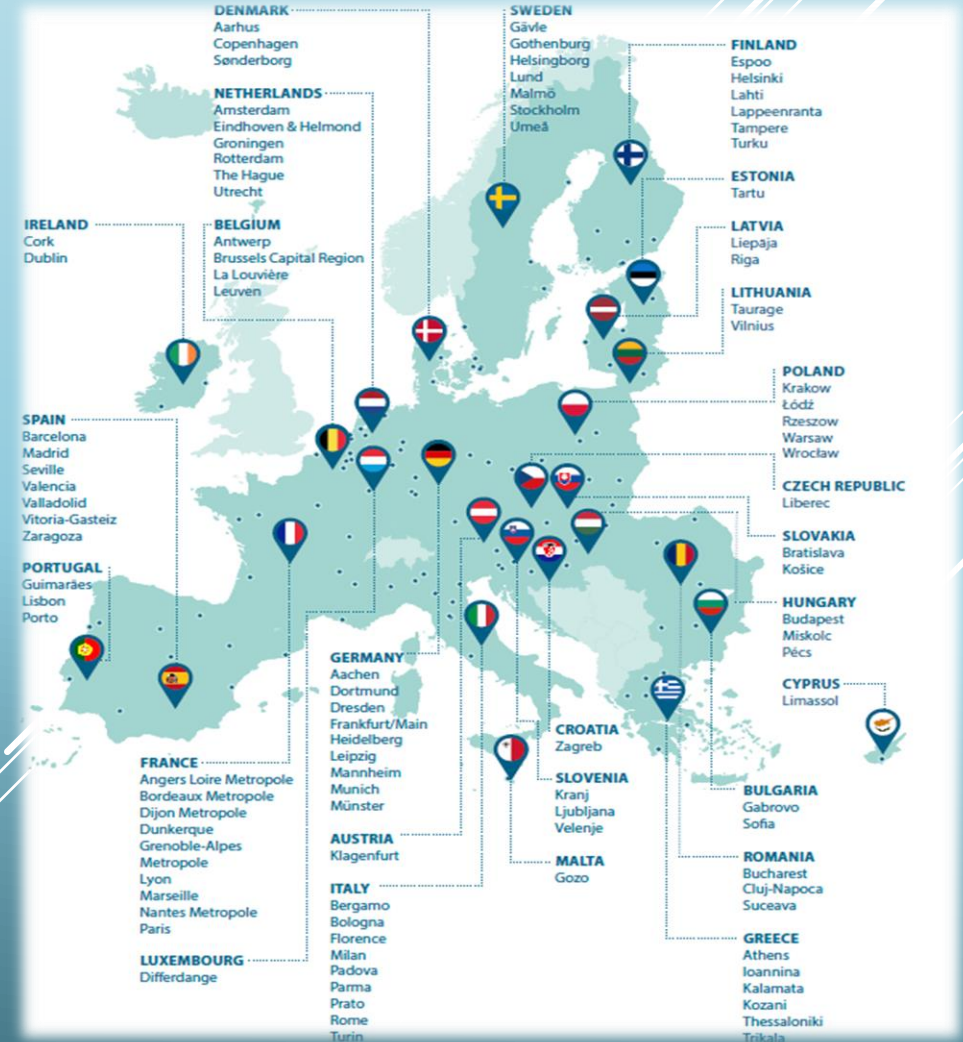 DENMARK
Aarhus
Copenhagen
Sønderborg
SWEDEN
Gävle
Gothenburg
Helsingborg
Lund
Malmö
Stockholm
Umeå
FINLAND
Espoo
Helsinki
Lahti
Lappeenranta
Tampere
Turku
NETHERLANDS
Amsterdam
Eindhoven & Helmond
Groningen
Rotterdam
The Hague
Utrecht
ESTONIA
Tartu
IRELAND
Cork
Dublin
BELGIUM
Antwerp
Brussels Capital Region
La Louvière
Leuven
LATVIA
Liepaja
Riga
LITHUANIA
Taurage
Vilnius
POLAND
Krakow
Łódź
Rzeszow
Warsaw
Wrocław
SPAIN
Barcelona
Madrid
Seville
Valencia
Valladolid
Vitoria-Gasteiz
Zaragoza
CZECH REPUBLIC
Liberec
SLOVAKIA
Bratislava
Košice
PORTUGAL
Guimarães
Lisbon
Porto
HUNGARY
Budapest
Miskolc
Pécs
CYPRUS
Limassol
GERMANY
Aachen
Dortmund
Dresden
Frankfurt/Main
Heidelberg
Leipzig
Mannheim
Munich
Münster
CROATIA
Zagreb
SLOVENIA
Kranj
Ljubljana
Velenje
FRANCE
Angers Loire Metropole
Bordeaux Metropole
Dijon Metropole
Dunkerque
Grenoble-Alpes
Metropole
Lyon
Marseille
Nantes Metropole
Paris
BULGARIA
Gabrovo
Sofia
AUSTRIA
Klagenfurt
MALTA
Gozo
ROMANIA
Bucharest
Cluj-Napoca
Suceava
ITALY
Bergamo
Bologna
Florence
Milan
Padova
Parma
Prato
Rome
Turin
LUXEMBOURG
Differdange
GREECE
Athens
Ioannina
Kalamata
Kozani
Thessaloniki
Trikala